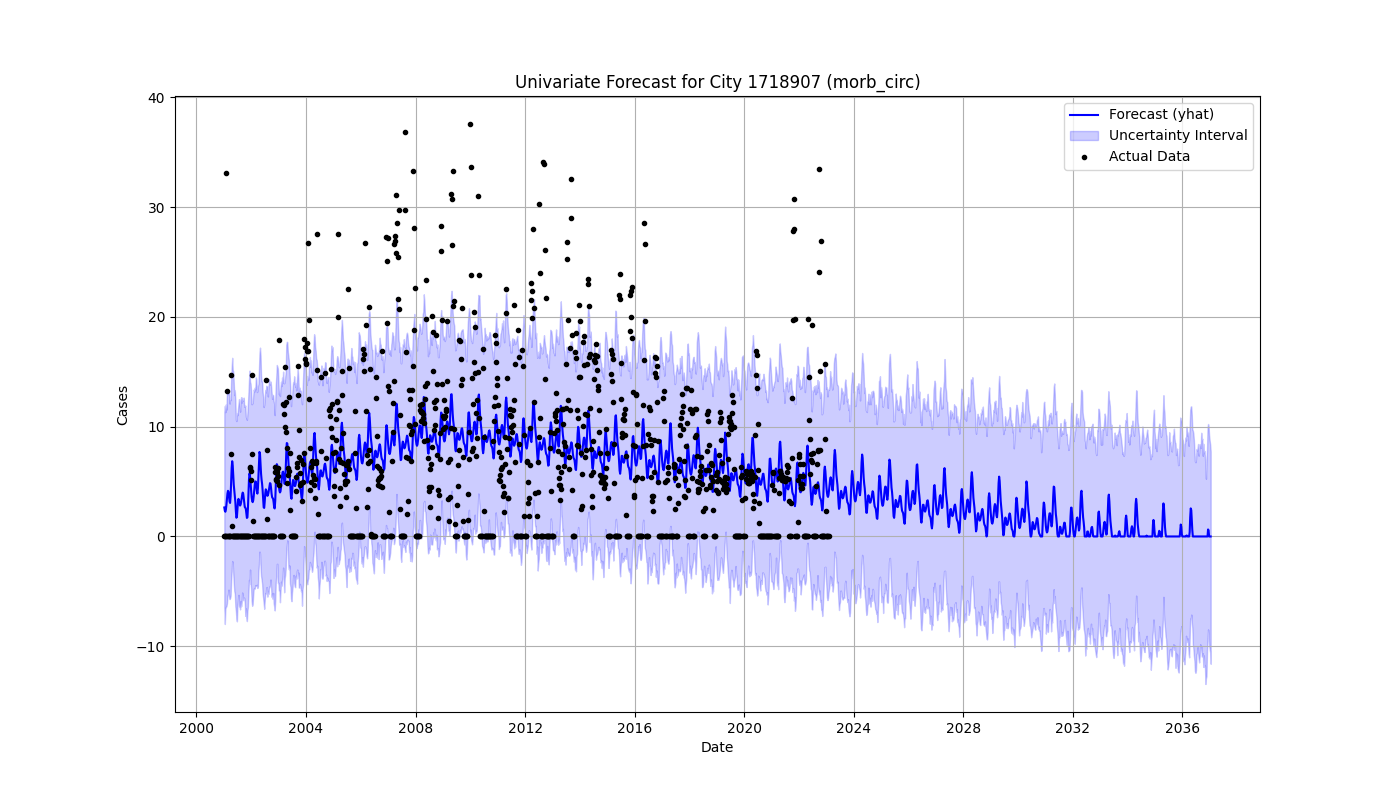 Univariate Forecast for City 1718907 (morb_circ)
Forecast (yhat)
Uncertainty Interval
Actual Data
40
30
20
10
0
−10
Cases
2000 2004 2008 2012 2016 2020 2024 2028 2032 2036
Date